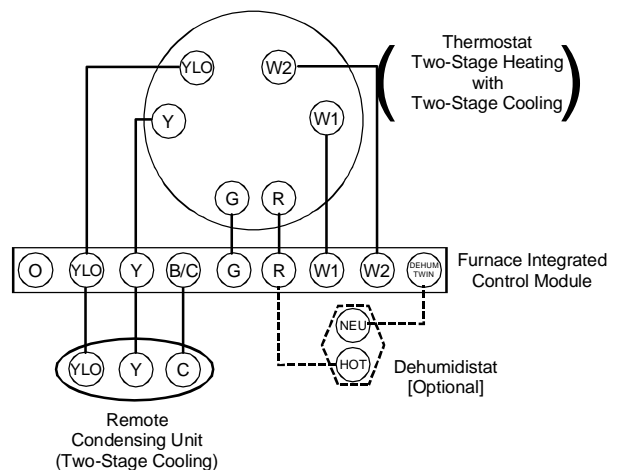 Thermostat
Two-Stage Heating
with
Two-Stage Cooling
YLO
W2
Y
W1
G
R
O
YLO
Y
B/C
G
R
W1
W2
DEHUM
TWIN
Furnace Integrated
Control Module
NEU
HOT
Dehumidistat
[Optional]
YLO
Y
C
Remote
Condensing Unit
(Two-Stage Cooling)